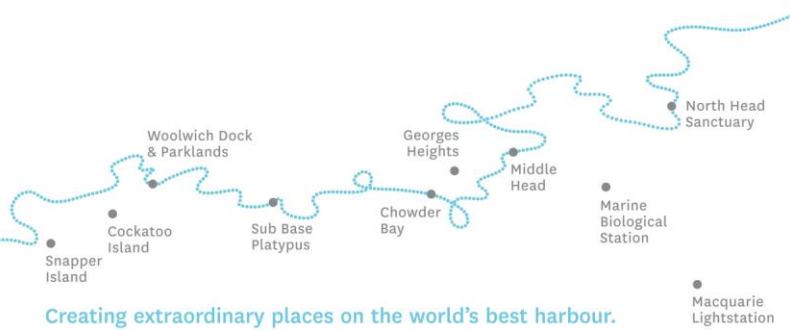 North Head
Sanctuary
Woolwich Dock
& Parklands
Georges
Heights
Middle
Head
Marine
Biological
Station
Chowder
Bay
Sub Base
Platypus
Cockatoo
Island
Snapper
Island
Macquarie
Lightstation
Creating extraordinary places on the world’s best harbour.